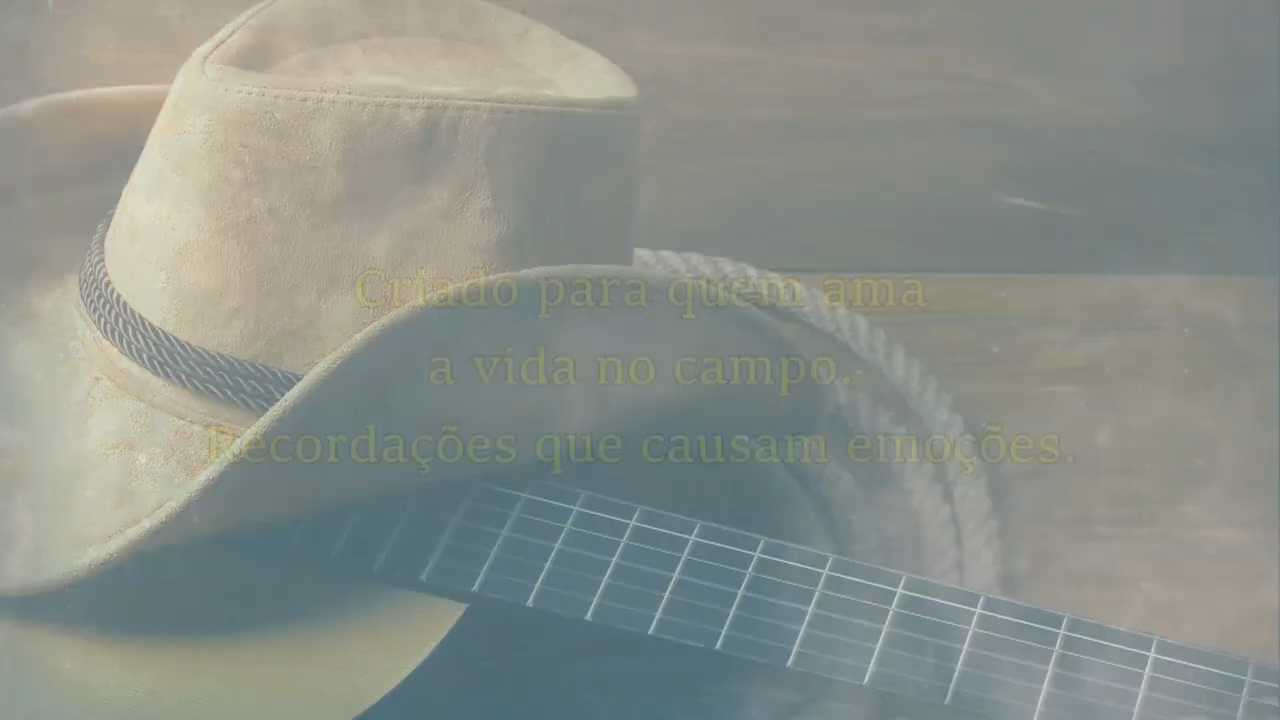 Criado para quem ama
a vida no campo.
Recordações que causam emoções.